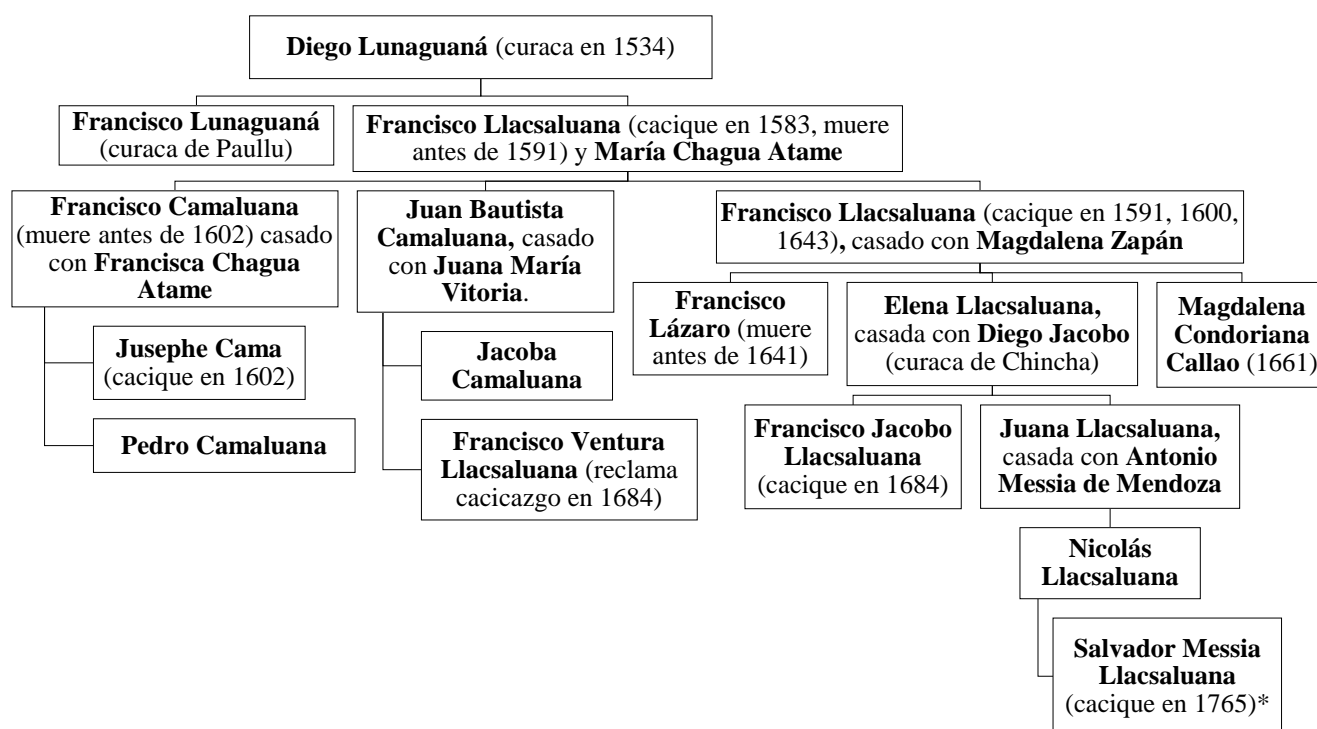 Diego Lunaguaná (curaca en 1534)
Francisco Lunaguaná
(curaca de Paullu)
Francisco Llacsaluana (cacique en 1583, muere
antes de 1591) y María Chagua Atame
Francisco Camaluana
(muere antes de 1602) casado
con Francisca Chagua
Atame
Jusephe Cama
(cacique en 1602)
Pedro Camaluana
Juan Bautista
Camaluana, casado
con Juana María
Vitoria.
Jacoba
Camaluana
Francisco Ventura
Llacsaluana (reclama
cacicazgo en 1684)
Francisco Llacsaluana (cacique en 1591, 1600,
1643), casado con Magdalena Zapán
Francisco
Lázaro (muere
antes de 1641)
Elena Llacsaluana,
casada con Diego Jacobo
(curaca de Chincha)
Magdalena
Condoriana
Callao (1661)
Francisco Jacobo
Llacsaluana
(cacique en 1684)
Juana Llacsaluana,
casada con Antonio
Messia de Mendoza
Nicolás
Llacsaluana
Salvador Messia
Llacsaluana
(cacique en 1765)*